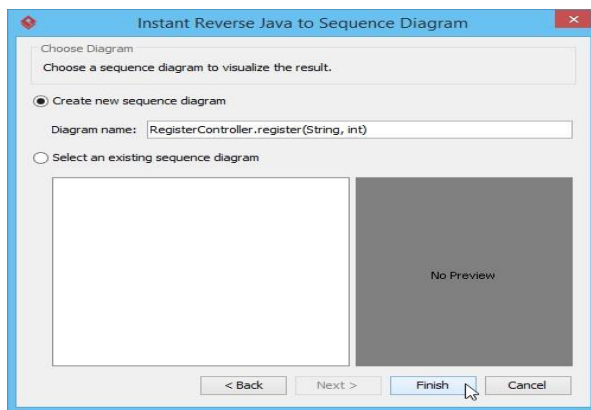 Instant Reverse Java to Sequence Diagram
Choose Diagram
Choose a sequence diagram to visualize the result.
Create new sequence diagram
Diagram name: RegisterController.register(String, int)
Select an existing sequence diagram
No Preview
< Back Next > Finish Cancel